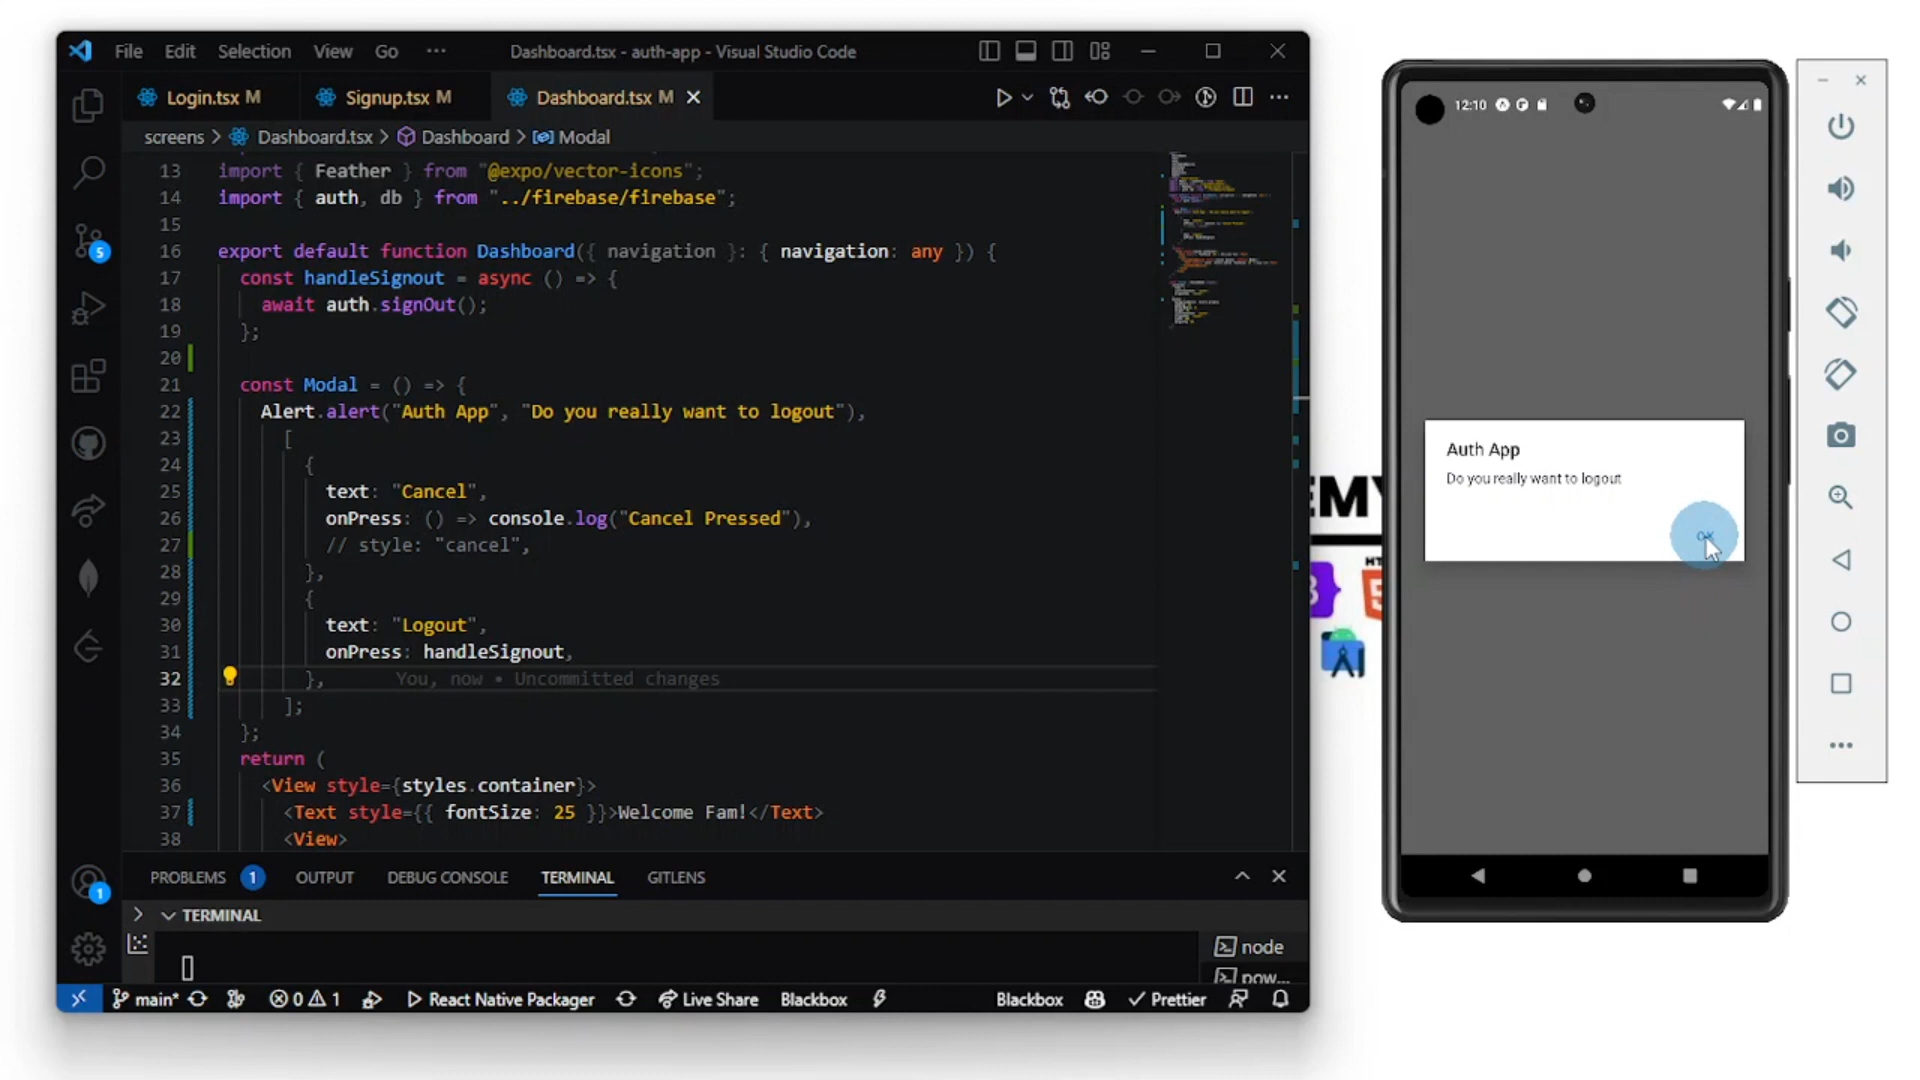 File Edit Selection View Go ··· Dashboard.tsx - auth-app - Visual Studio Code
Login.tsx M Signup.tsx M Dashboard.tsx M
screens > Dashboard.tsx > Dashboard > Modal
13 import { Feather } from "@expo/vector-icons";
14 import { auth, db } from "../firebase/firebase";
15
16 export default function Dashboard({ navigation }: { navigation: any }) {
17 const handleSignout = async () => {
18 await auth.signOut();
19 };
20
21 const Modal = () => {
22 Alert.alert("Auth App", "Do you really want to logout"),
23 [
24 {
25 text: "Cancel",
26 onPress: () => console.log("Cancel Pressed"),
27 // style: "cancel",
28 },
29 {
30 text: "Logout",
31 onPress: handleSignout,
32 }, You, now • Uncommitted changes
33 ];
34 };
35 return (
36 <View style={styles.container}>
37 <Text style={{ fontSize: 25 }}>Welcome Fam!</Text>
38 <View>
5
1
PROBLEMS 1 OUTPUT DEBUG CONSOLE TERMINAL GITLENS
TERMINAL
node
pow...
main* 0 1 React Native Packager Live Share Blackbox Blackbox Prettier
12:10
Auth App
Do you really want to logout
OK